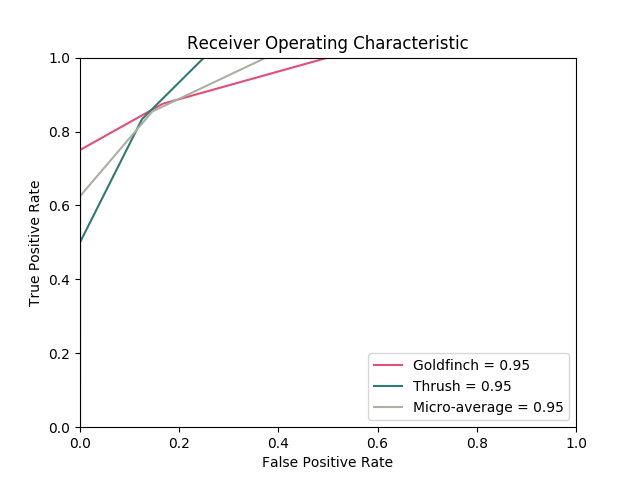 Receiver Operating Characteristic
True Positive Rate
1.0
0.8
0.6
0.4
0.2
0.0
Goldfinch = 0.95
Thrush = 0.95
Micro-average = 0.95
0.0 0.2 0.4 0.6 0.8 1.0
False Positive Rate